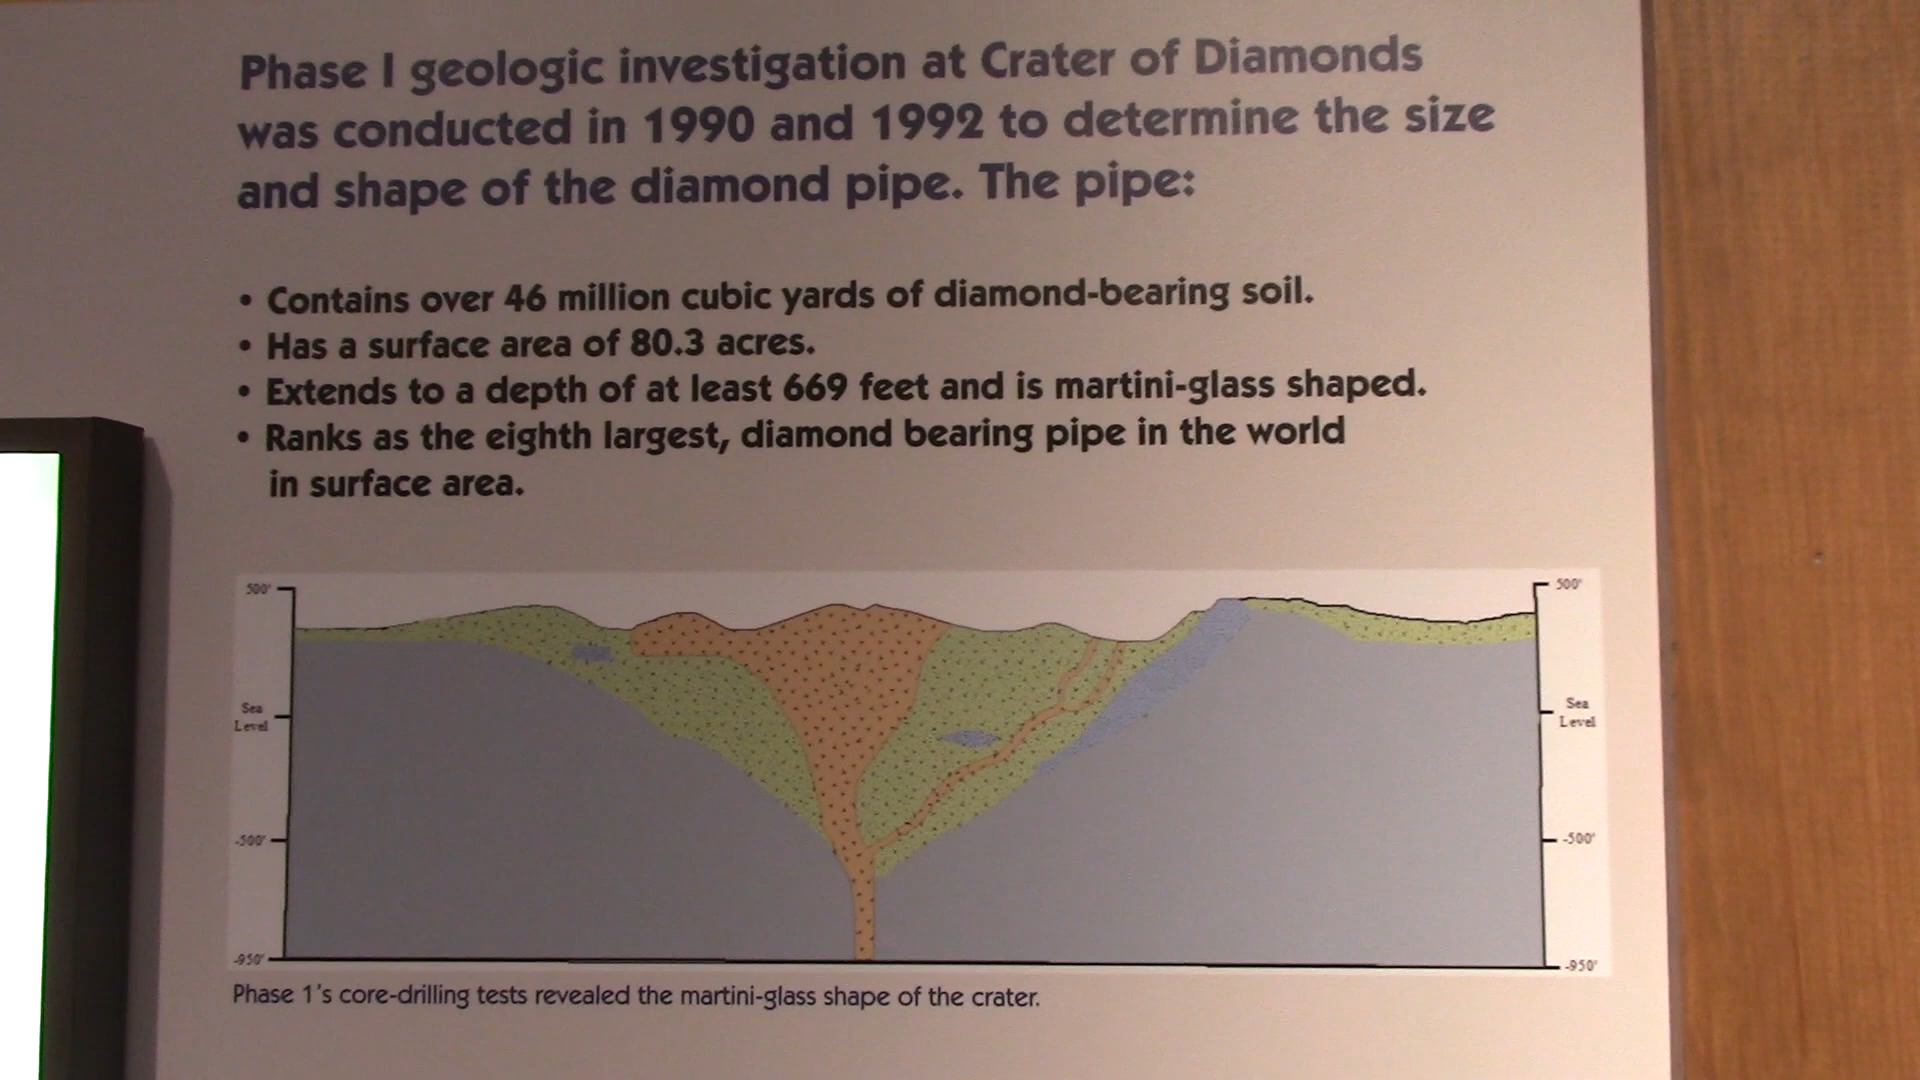 Phase I geologic investigation at Crater of Diamonds
was conducted in 1990 and 1992 to determine the size
and shape of the diamond pipe. The pipe:
• Contains over 46 million cubic yards of diamond-bearing soil.
• Has a surface area of 80.3 acres.
• Extends to a depth of at least 669 feet and is martini-glass shaped.
• Ranks as the eighth largest, diamond bearing pipe in the world
in surface area.
500'
500'
Sea
Level
Sea
Level
-500'
-500'
-950'
-950'
Phase 1's core-drilling tests revealed the martini-glass shape of the crater.